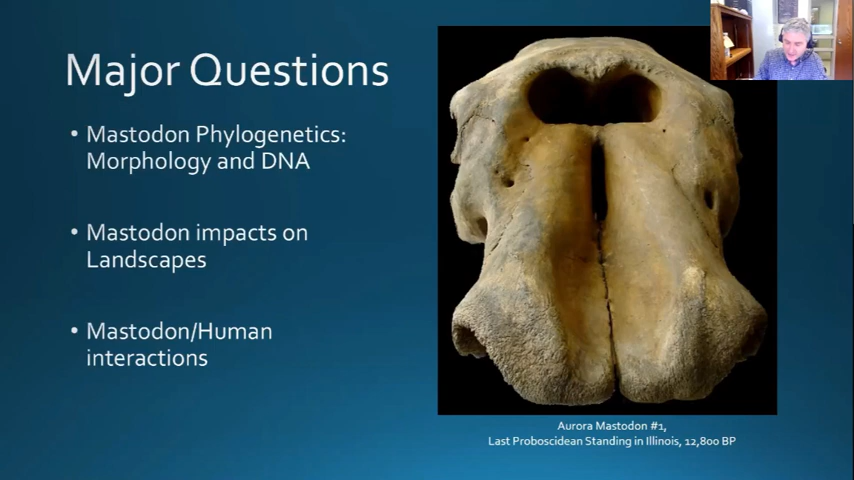 Major Questions
• Mastodon Phylogenetics:
Morphology and DNA
• Mastodon impacts on
Landscapes
• Mastodon/Human
interactions
Aurora Mastodon #1,
Last Proboscidean Standing in Illinois, 12,800 BP